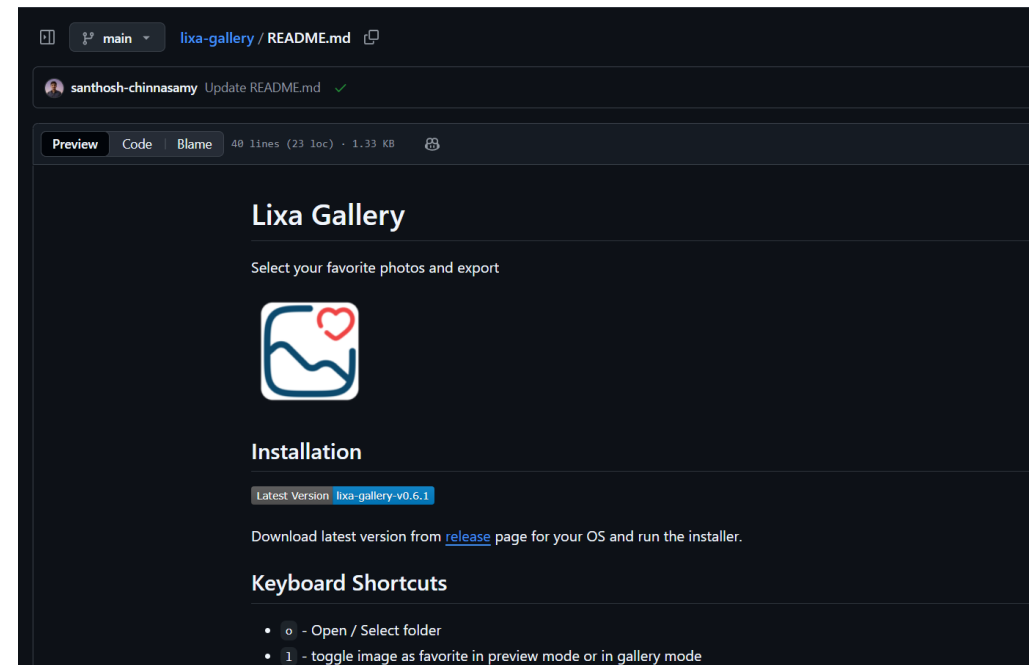 main
lixa-gallery / README.md
santhosh-chinnasamy Update README.md
Preview Code Blame 40 lines (23 loc) · 1.33 KB
Lixa Gallery
Select your favorite photos and export
Installation
Latest Version lixa-gallery-v0.6.1
Download latest version from release page for your OS and run the installer.
Keyboard Shortcuts
• o - Open / Select folder
• l - toggle image as favorite in preview mode or in gallery mode